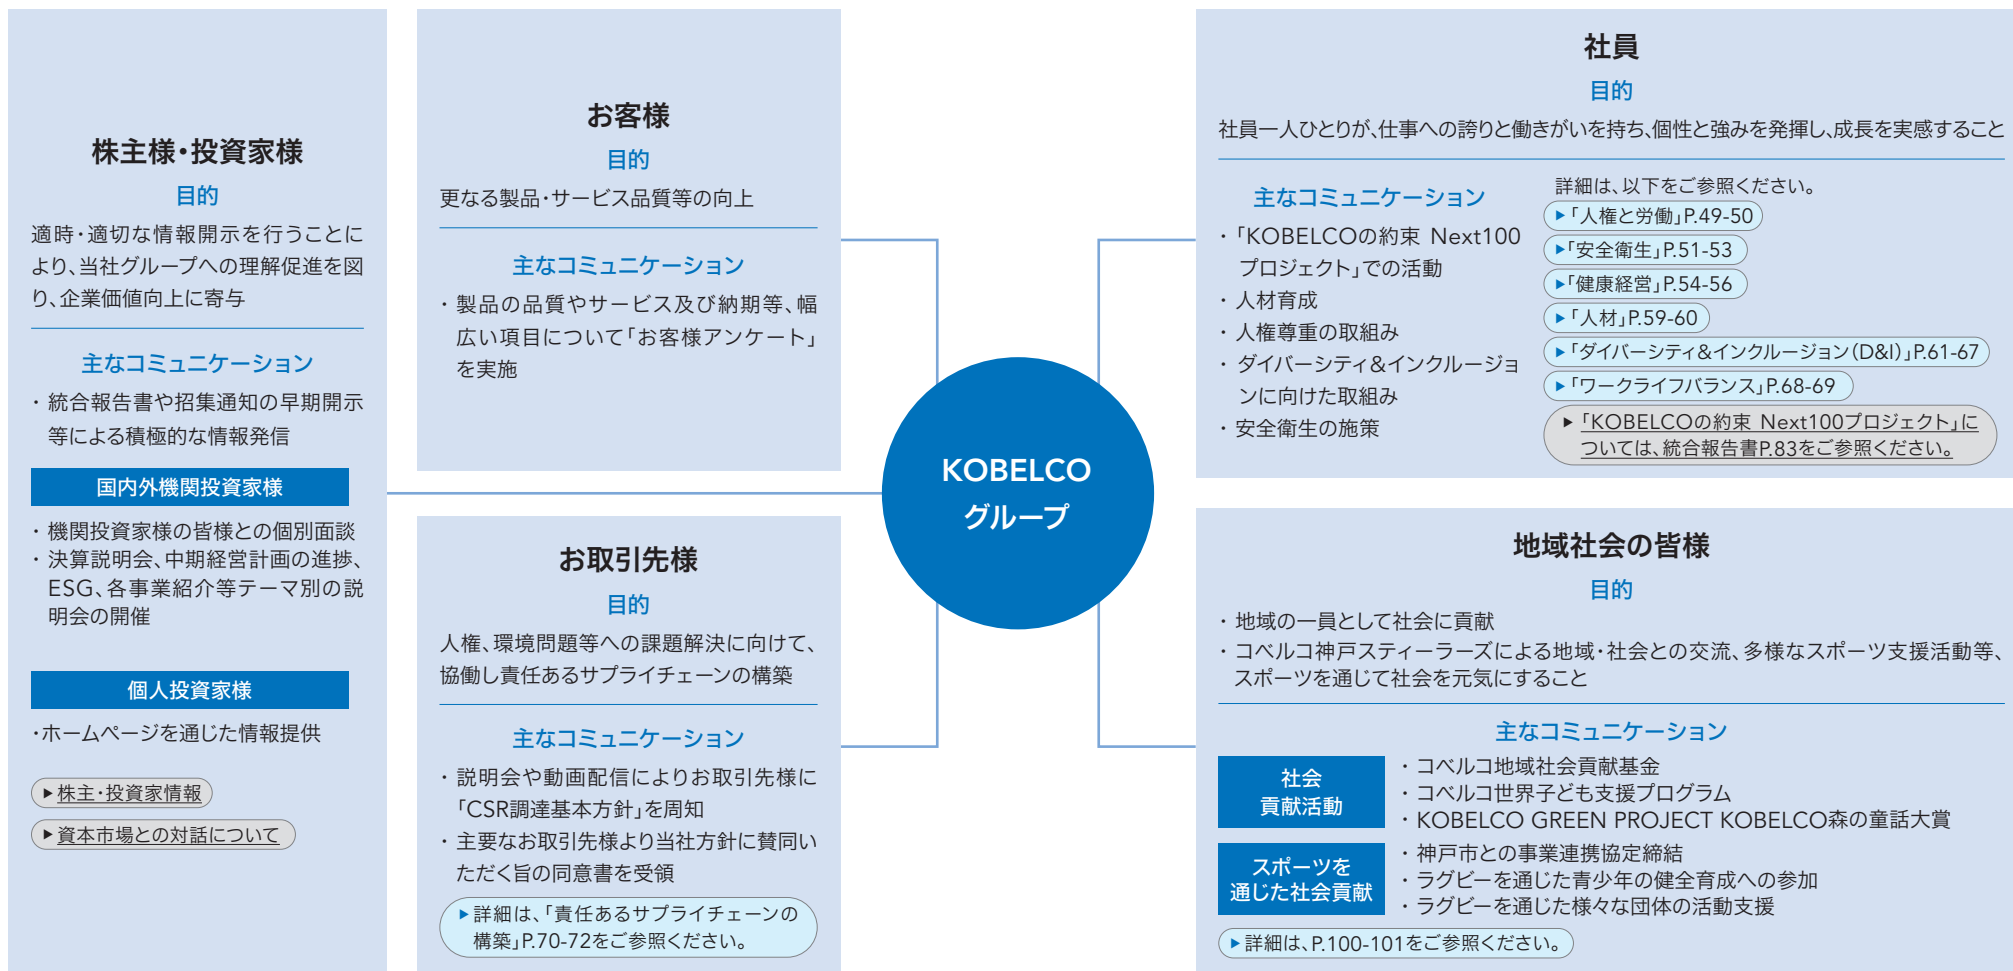 株主様・投資家様
目的
適時・適切な情報開示を行うことに
より、当社グループへの理解促進を図
り、企業価値向上に寄与
主なコミュニケーション
・統合報告書や招集通知の早期開示
等による積極的な情報発信
国内外機関投資家様
・機関投資家様の皆様との個別面談
・決算説明会、中期経営計画の進捗、
ESG、各事業紹介等テーマ別の説
明会の開催
個人投資家様
・ホームページを通じた情報提供
▶株主・投資家情報
▶資本市場との対話について
お客様
目的
更なる製品・サービス品質等の向上
主なコミュニケーション
・製品の品質やサービス及び納期等、幅
広い項目について「お客様アンケート」
を実施
お取引先様
目的
人権、環境問題等への課題解決に向けて、
協働し責任あるサプライチェーンの構築
主なコミュニケーション
・説明会や動画配信によりお取引先様に
「CSR調達基本方針」を周知
・主要なお取引先様より当社方針に賛同い
ただく旨の同意書を受領
▶詳細は、「責任あるサプライチェーンの
構築」P.70-72をご参照ください。
KOBELCO
グループ
社員
目的
社員一人ひとりが、仕事への誇りと働きがいを持ち、個性と強みを発揮し、成長を実感すること
主なコミュニケーション
・「KOBELCOの約束 Next100
プロジェクト」での活動
・人材育成
・人権尊重の取組み
・ダイバーシティ&インクルージョ
ンに向けた取組み
・安全衛生の施策
詳細は、以下をご参照ください。
▶「人権と労働」P.49-50
▶「安全衛生」P.51-53
▶「健康経営」P.54-56
▶「人材」P.59-60
▶「ダイバーシティ&インクルージョン(D&I)」P.61-67
▶「ワークライフバランス」P.68-69
▶「KOBELCOの約束 Next100プロジェクト」に
ついては、統合報告書P.83をご参照ください。
地域社会の皆様
目的
・地域の一員として社会に貢献
・コベルコ神戸スティーラーズによる地域・社会との交流、多様なスポーツ支援活動等、
スポーツを通じて社会を元気にすること
主なコミュニケーション
社会
貢献活動
・コベルコ地域社会貢献基金
・コベルコ世界子ども支援プログラム
・KOBELCO GREEN PROJECT KOBELCO森の童話大賞
スポーツを
通じた社会貢献
・神戸市との事業連携協定締結
・ラグビーを通じた青少年の健全育成への参加
・ラグビーを通じた様々な団体の活動支援
▶詳細は、P.100-101をご参照ください。